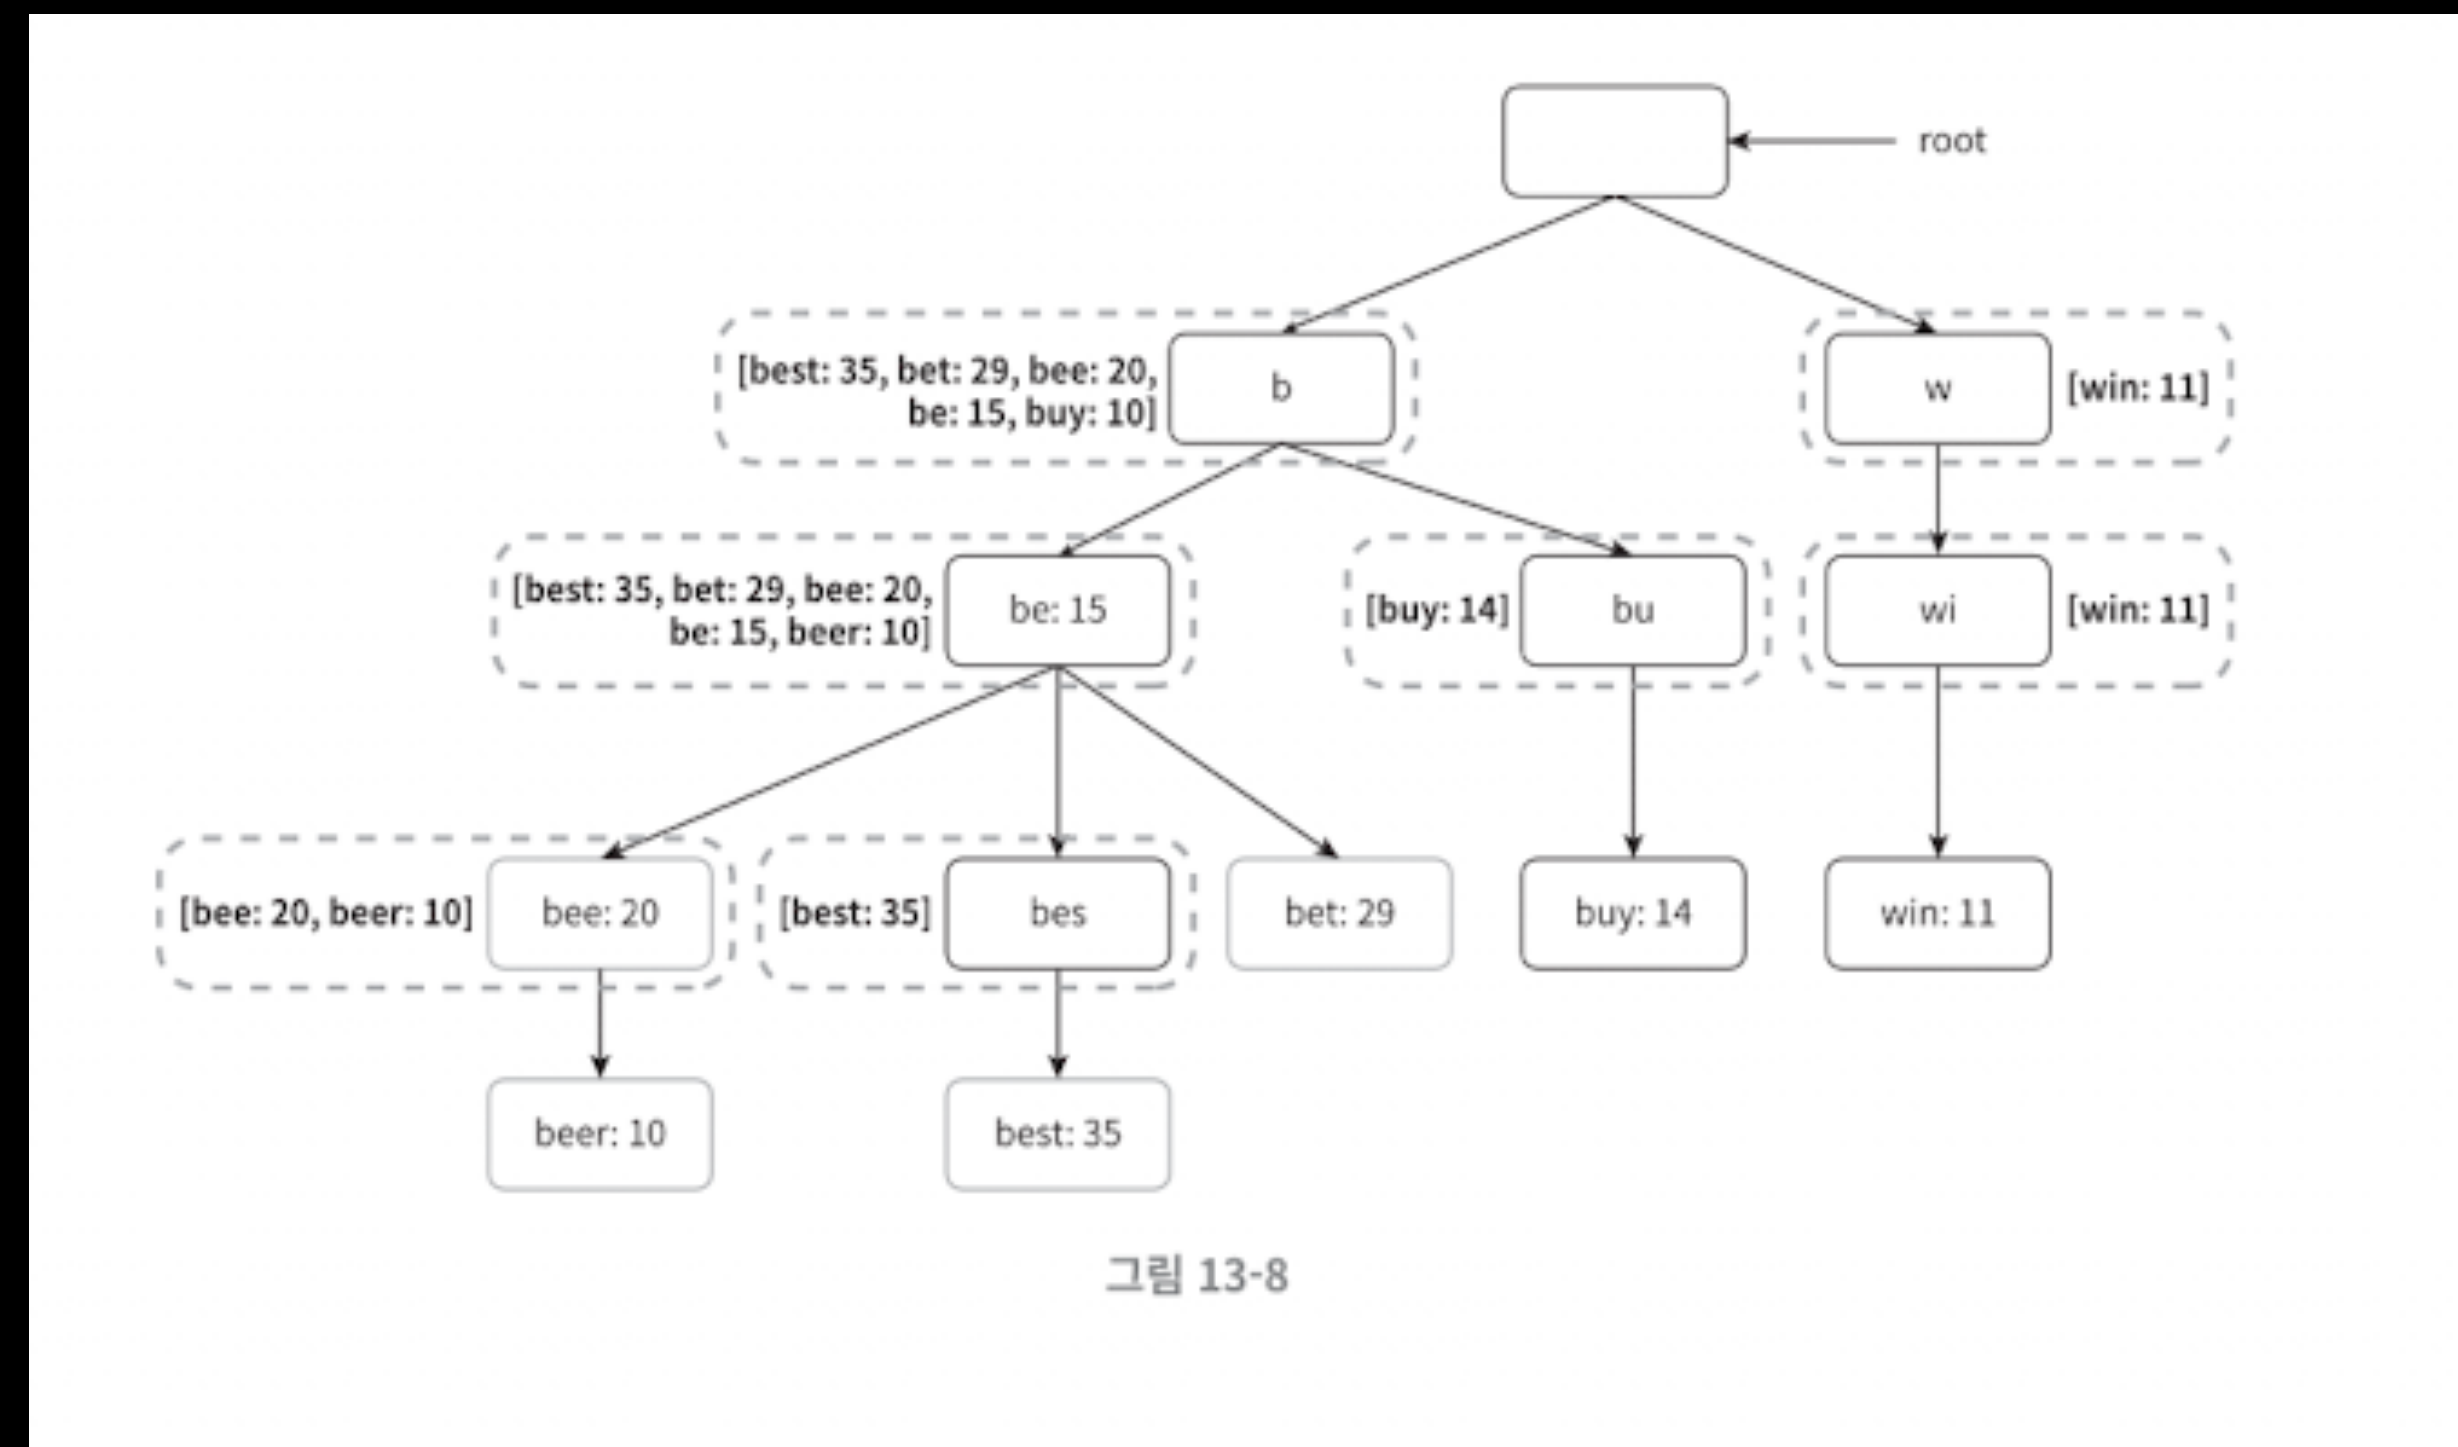 root
[best: 35, bet: 29, bee: 20,
be: 15, buy: 10]
b
w
[win: 11]
[best: 35, bet: 29, bee: 20,
be: 15, beer: 10]
be: 15
[buy: 14]
bu
wi
[win: 11]
[bee: 20, beer: 10]
bee: 20
[best: 35]
bes
bet: 29
buy: 14
win: 11
beer: 10
best: 35
그림 13-8